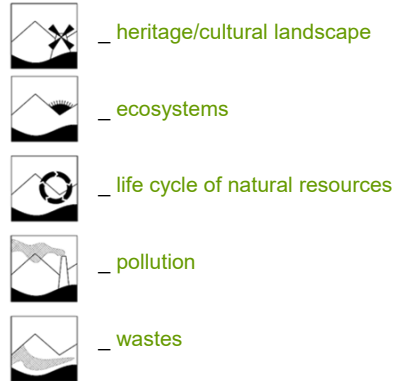 _ heritage/cultural landscape
_ ecosystems
_ life cycle of natural resources
_ pollution
_ wastes